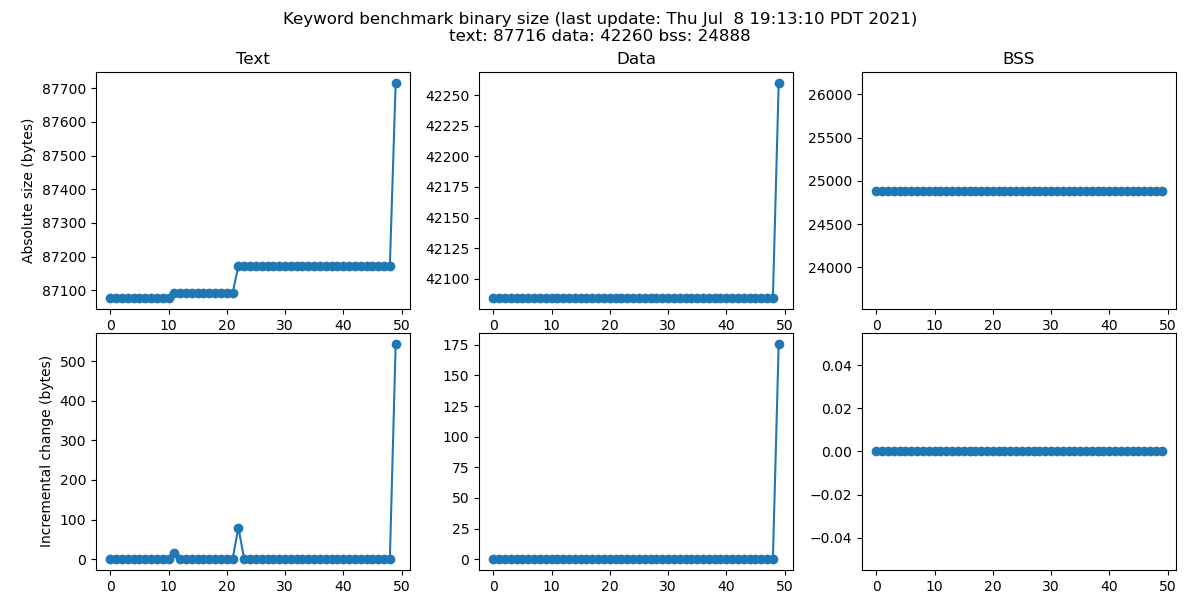 Keyword benchmark binary size (last update: Thu Jul  8 19:13:10 PDT 2021)
text: 87716 data: 42260 bss: 24888
Text
Data
BSS
Absolute size (bytes)
87700
87600
87500
87400
87300
87200
87100
0 10 20 30 40 50
42250
42225
42200
42175
42150
42125
42100
0 10 20 30 40 50
26000
25500
25000
24500
24000
0 10 20 30 40 50
Incremental change (bytes)
500
400
300
200
100
0
0 10 20 30 40 50
175
150
125
100
75
50
25
0
0 10 20 30 40 50
0.04
0.02
0.00
−0.02
−0.04
0 10 20 30 40 50